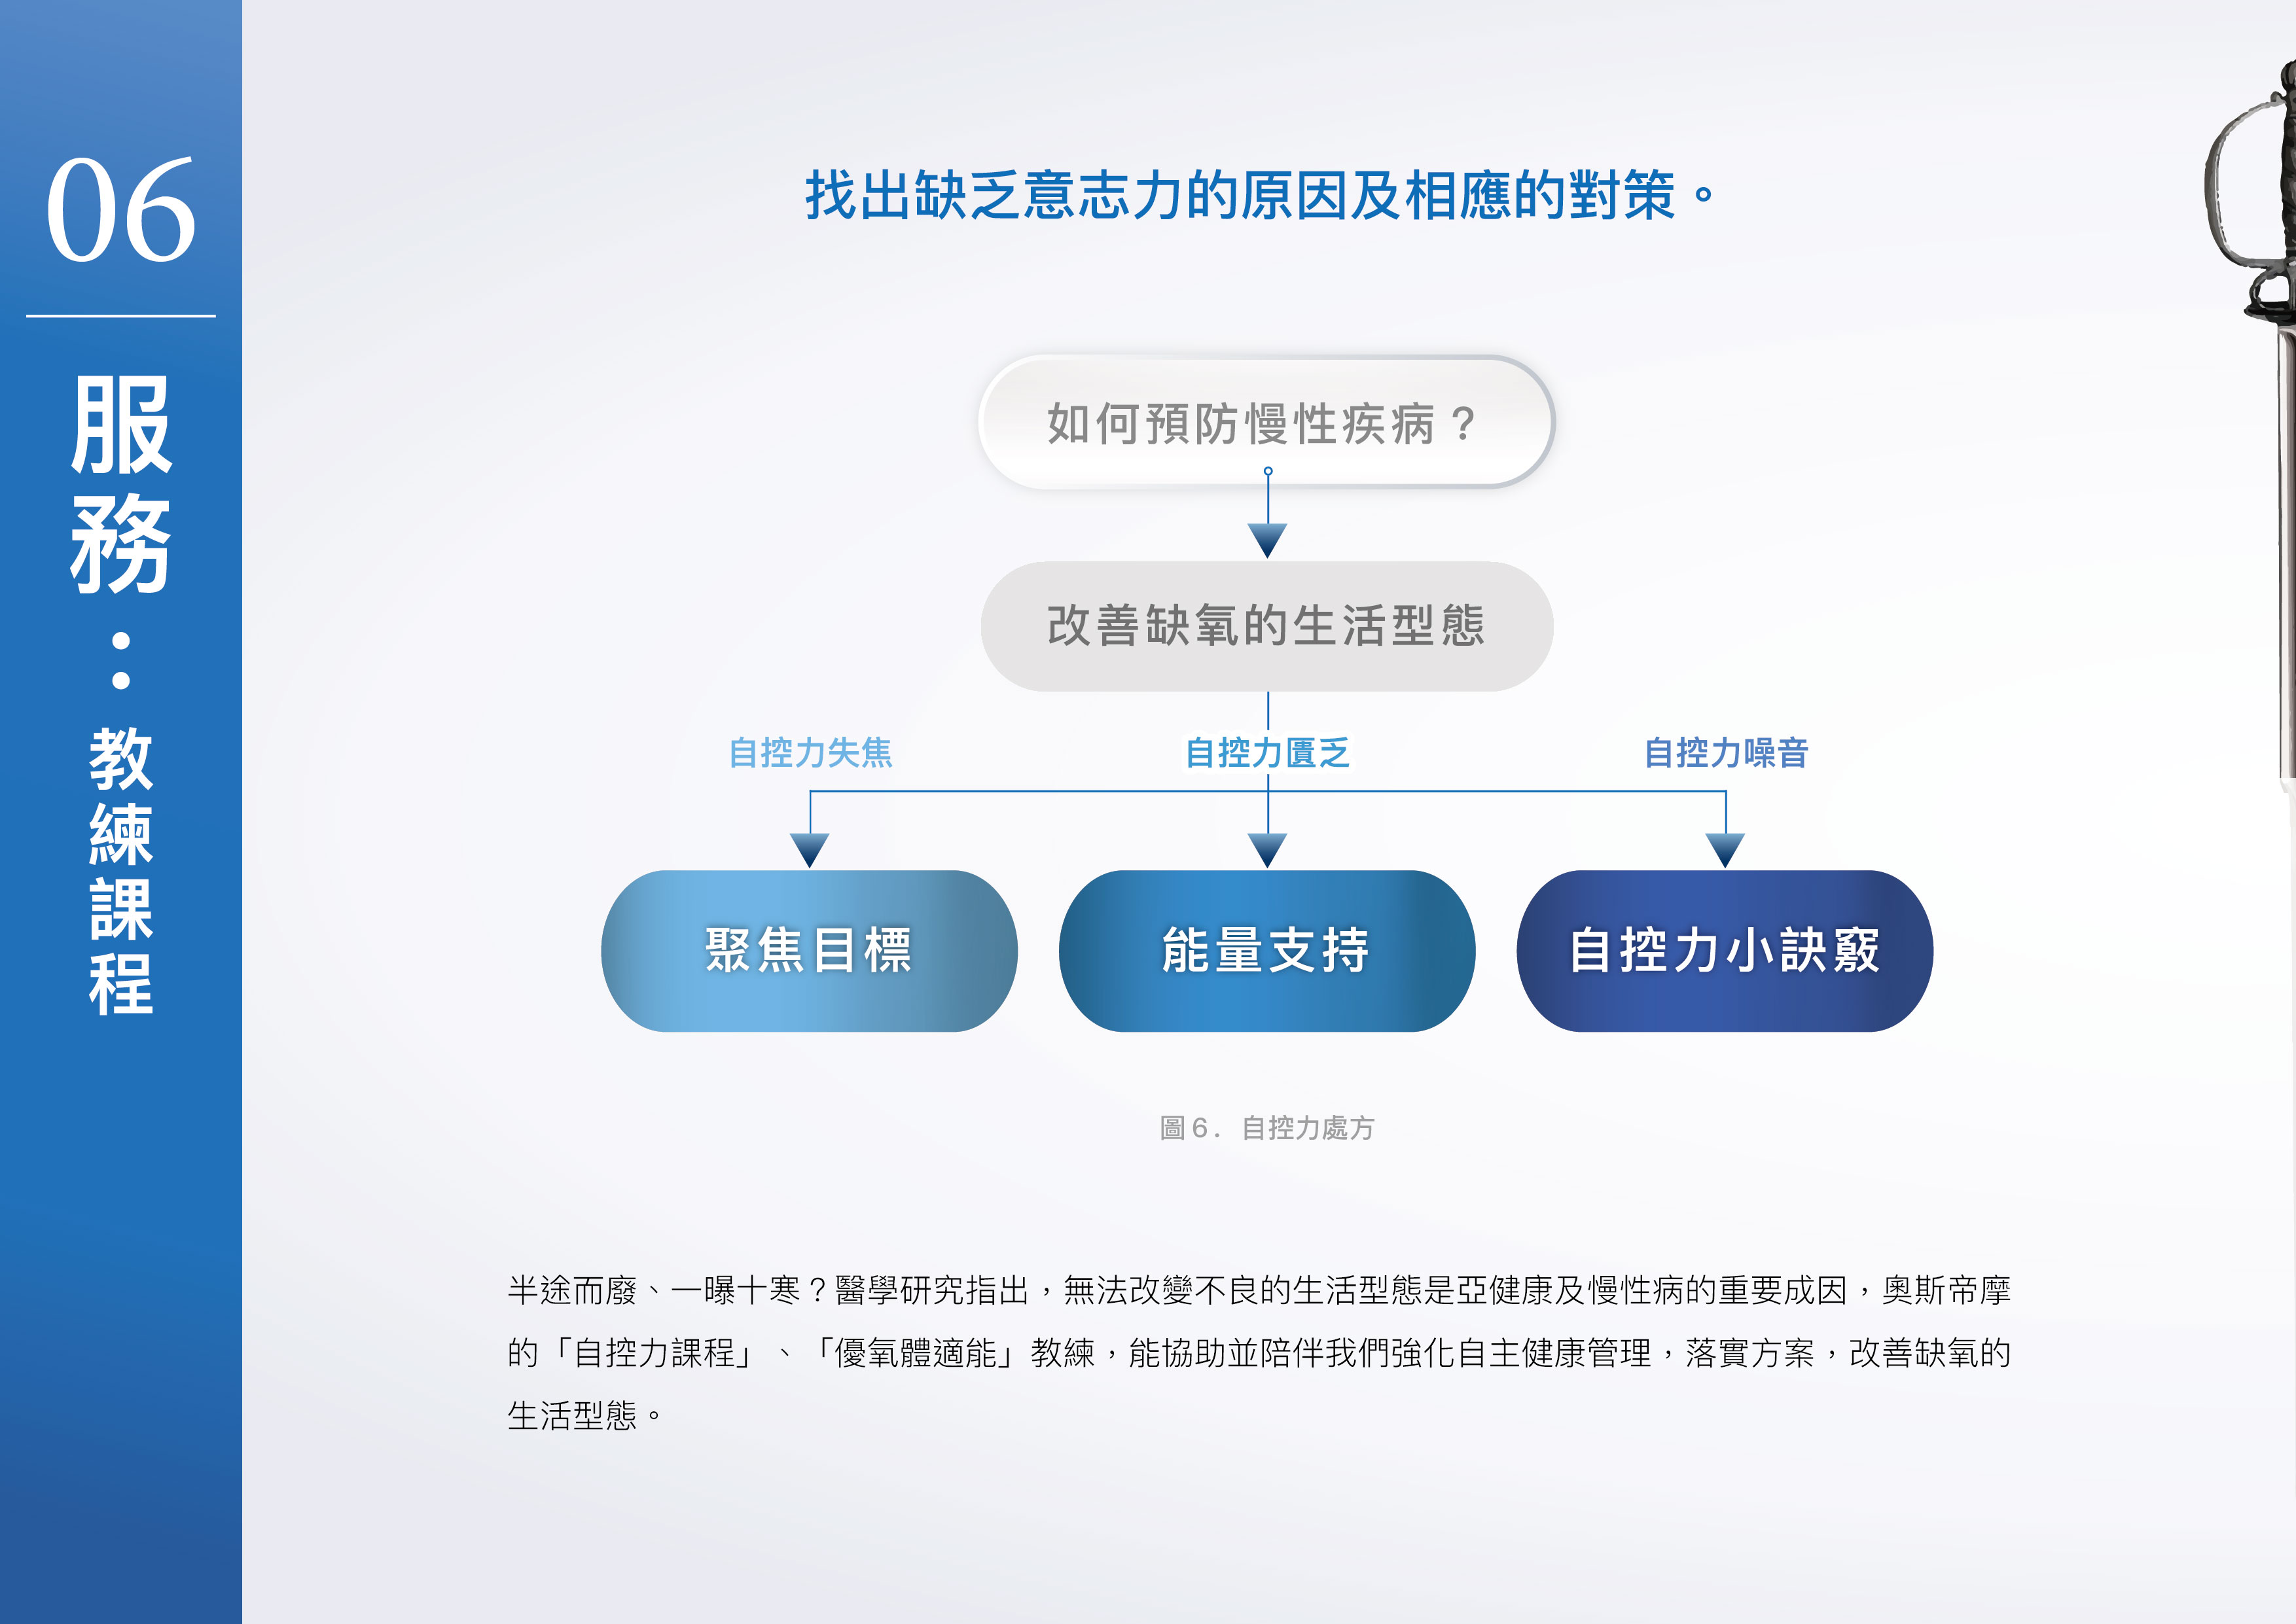 06
服務：教練課程
找出缺乏意志力的原因及相應的對策。
如何預防慢性疾病？
改善缺氧的生活型態
自控力失焦
自控力匱乏
自控力噪音
聚焦目標
能量支持
自控力小訣竅
圖6．自控力處方
半途而廢、一曝十寒？醫學研究指出，無法改變不良的生活型態是亞健康及慢性病的重要成因，奧斯帝摩
的「自控力課程」、「優氧體適能」教練，能協助並陪伴我們強化自主健康管理，落實方案，改善缺氧的
生活型態。